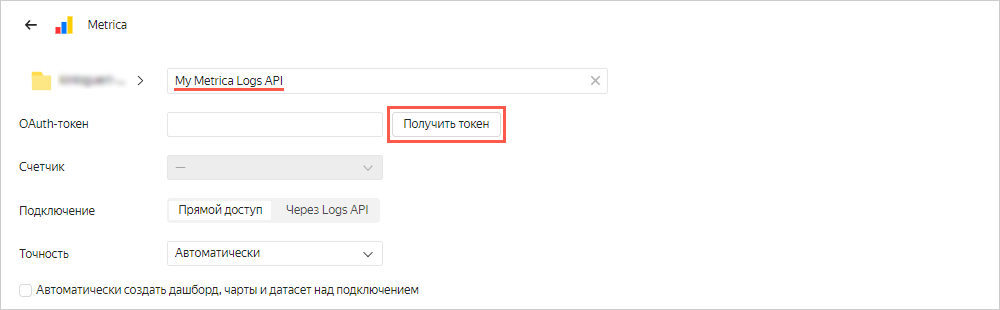 Metrica
My Metrica Logs API
OAuth-токен
Получить токен
Счетчик
—
Подключение
Прямой доступ
Через Logs API
Точность
Автоматически
Автоматически создать дашборд, чарты и датасет над подключением